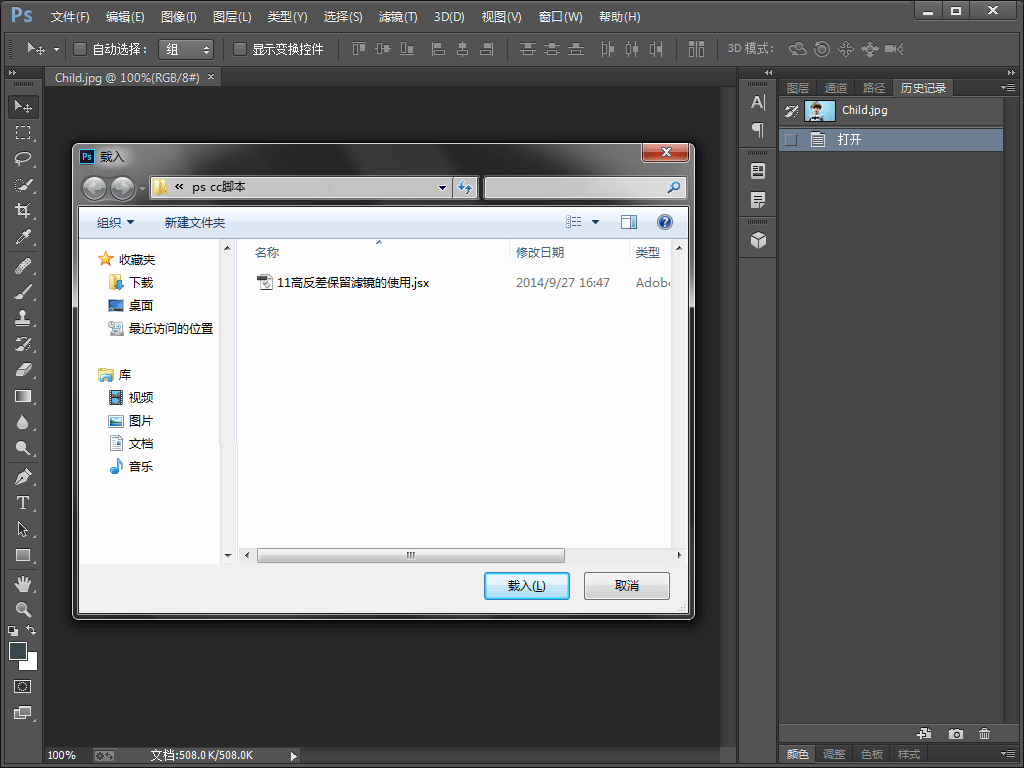 Ps 文件(F) 编辑(E) 图像(I) 图层(L) 类型(Y) 选择(S) 滤镜(T) 3D(D) 视图(V) 窗口(W) 帮助(H)
自动选择： 组 显示变换控件 3D 模式：
Child.jpg @ 100%(RGB/8#) ×
图层 通道 路径 历史记录
Child.jpg
打开
Ps 载入
« ps cc脚本
组织 新建文件夹
名称 修改日期 类型
11高反差保留滤镜的使用.jsx 2014/9/27 16:47 Adob
收藏夹
下载
桌面
最近访问的位置
库
视频
图片
文档
音乐
载入(L) 取消
100% 文档:508.0K/508.0K
颜色 调整 色板 样式